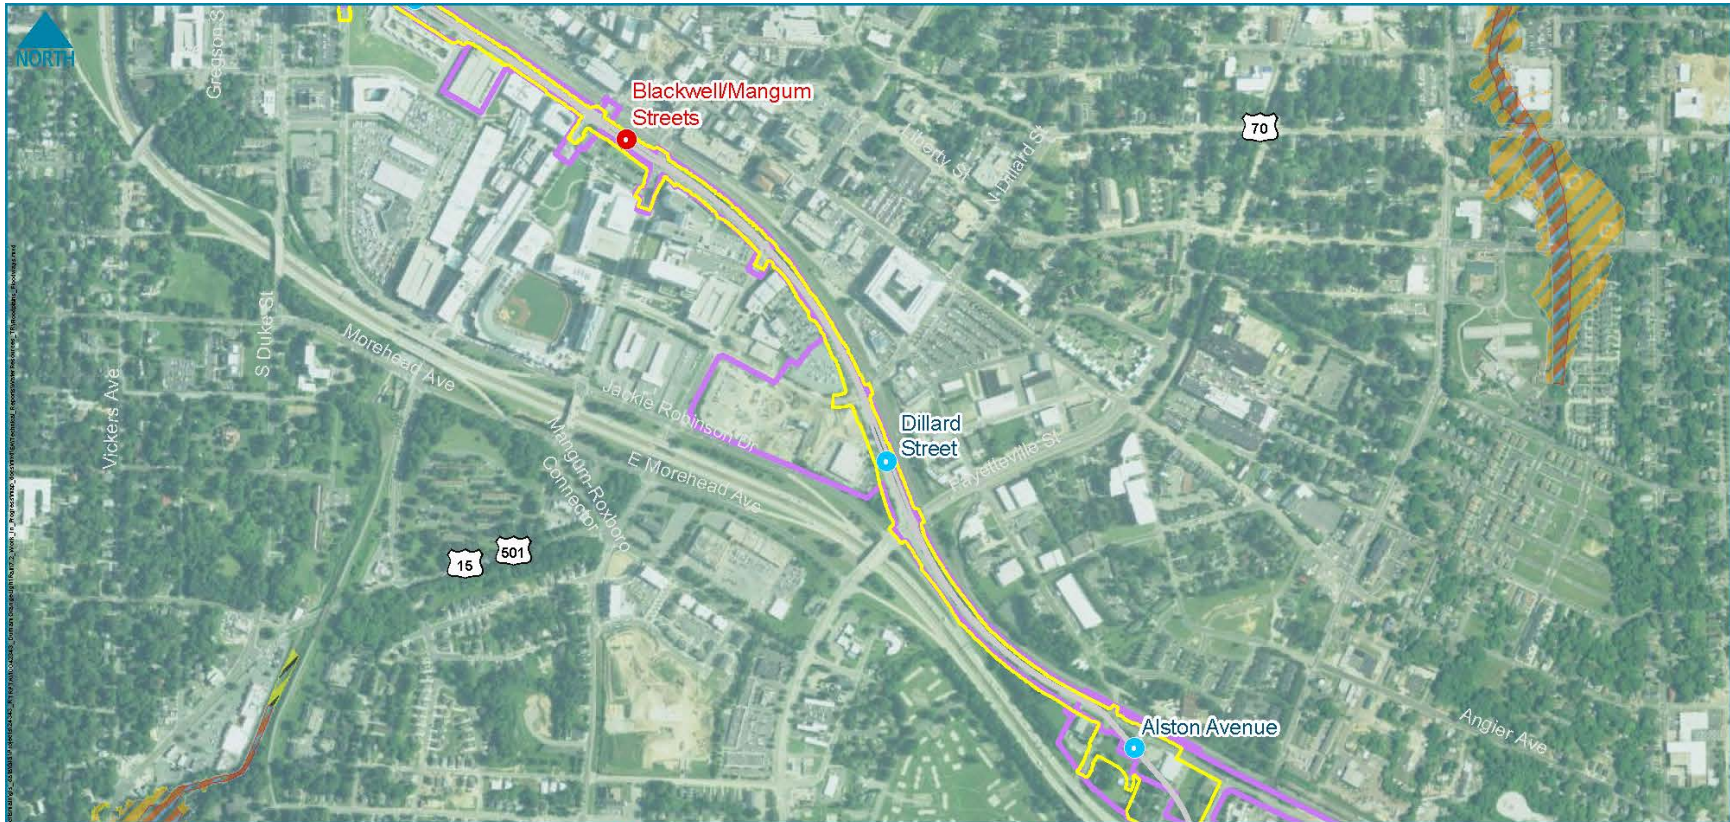 NORTH
Gregson St
Blackwell/Mangum
Streets
70
Liberty St
N Dillard St
S Duke St
Morehead Ave
Vickers Ave
Jackie Robinson Dr
Dillard
Street
Mangum-Roxboro
Connector
E Morehead Ave
Fayetteville St
15
501
Alston Avenue
Angier Ave